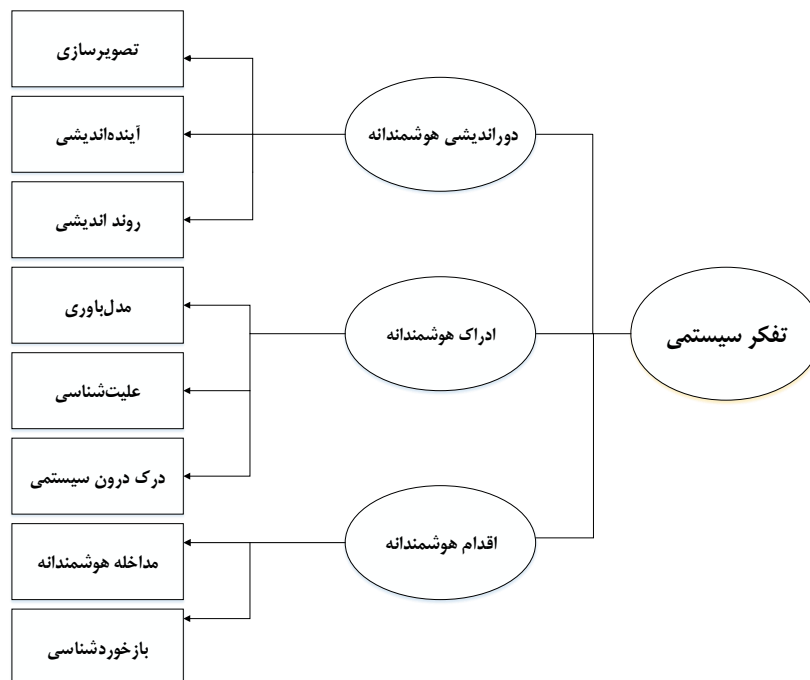 تفکر سیستمی
دوراندیشی هوشمندانه
تصویرسازی
آینده‌اندیشی
روند اندیشی
ادراک هوشمندانه
مدل‌باوری
علیت‌شناسی
درک درون سیستمی
اقدام هوشمندانه
مداخله هوشمندانه
بازخوردشناسی